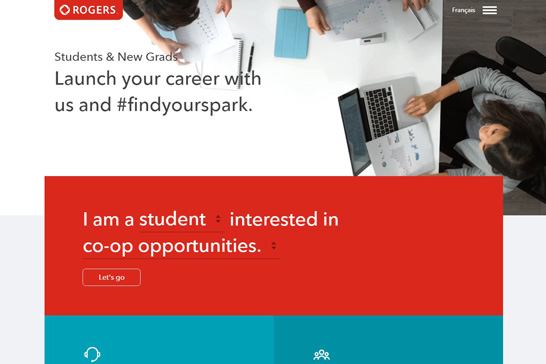 ROGERS
Français
Students & New Grads
Launch your career with
us and #findyourspark.
I am a student interested in
co-op opportunities.
Let's go